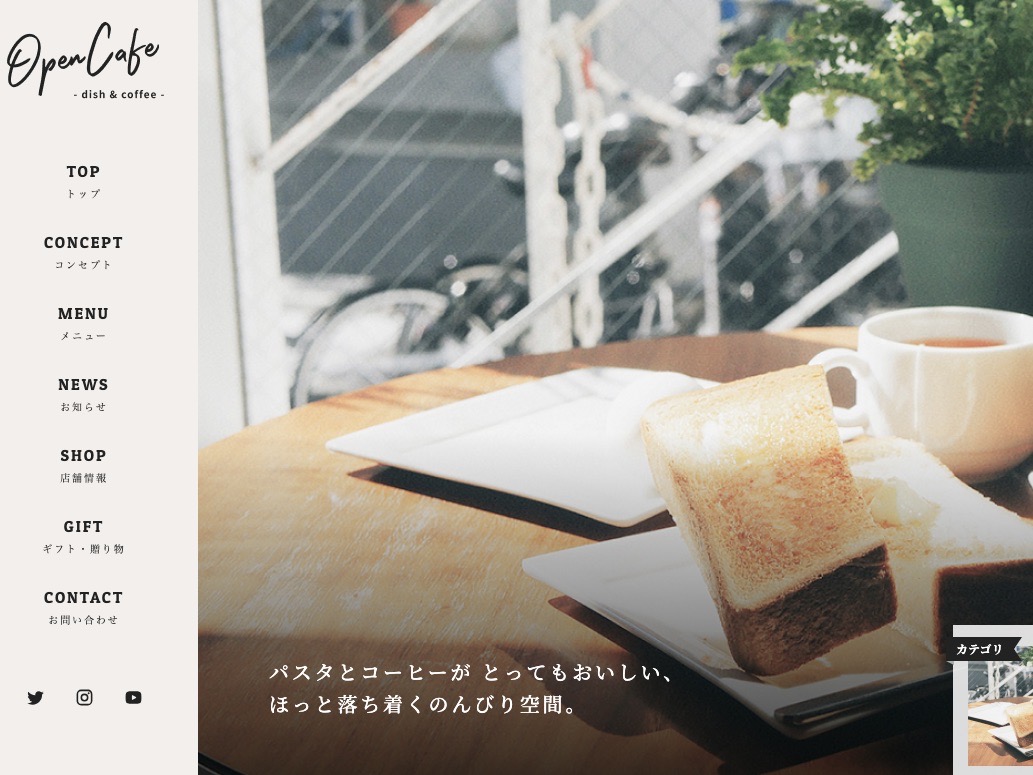 OpenCafe
- dish & coffee -
TOP
トップ
CONCEPT
コンセプト
MENU
メニュー
NEWS
お知らせ
SHOP
店舗情報
GIFT
ギフト・贈り物
CONTACT
お問い合わせ
パスタとコーヒーが とってもおいしい、
ほっと落ち着くのんびり空間。
カテゴリ